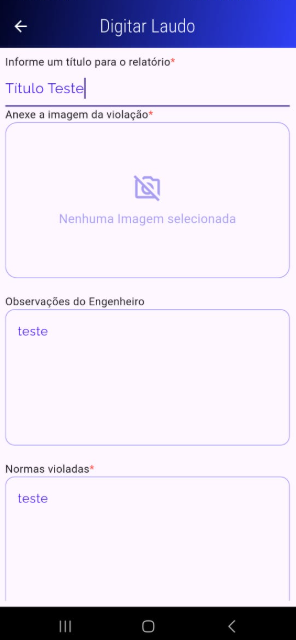 Digitar Laudo
Informe um título para o relatório*
Título Teste
Anexe a imagem da violação*
Nenhuma Imagem selecionada
Observações do Engenheiro
teste
Normas violadas*
teste